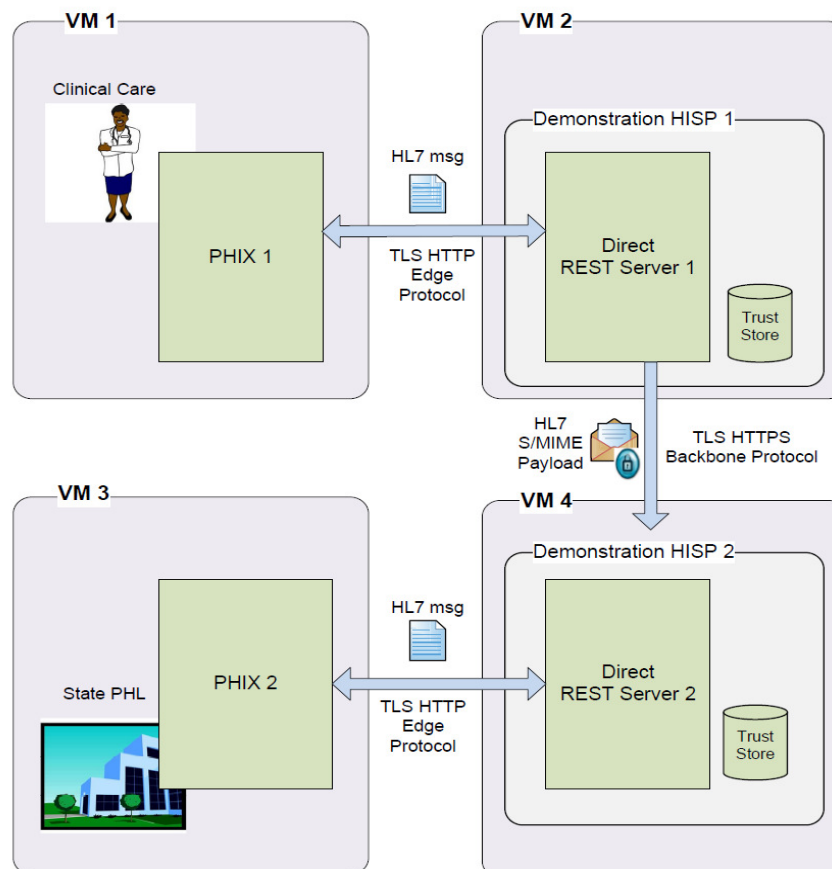 VM 1
Clinical Care
PHIX 1
HL7 msg
TLS HTTP
Edge
Protocol
VM 2
Demonstration HISP 1
Direct
REST Server 1
Trust
Store
HL7
S/MIME
Payload
TLS HTTPS
Backbone Protocol
VM 3
State PHL
PHIX 2
HL7 msg
TLS HTTP
Edge
Protocol
VM 4
Demonstration HISP 2
Direct
REST Server 2
Trust
Store